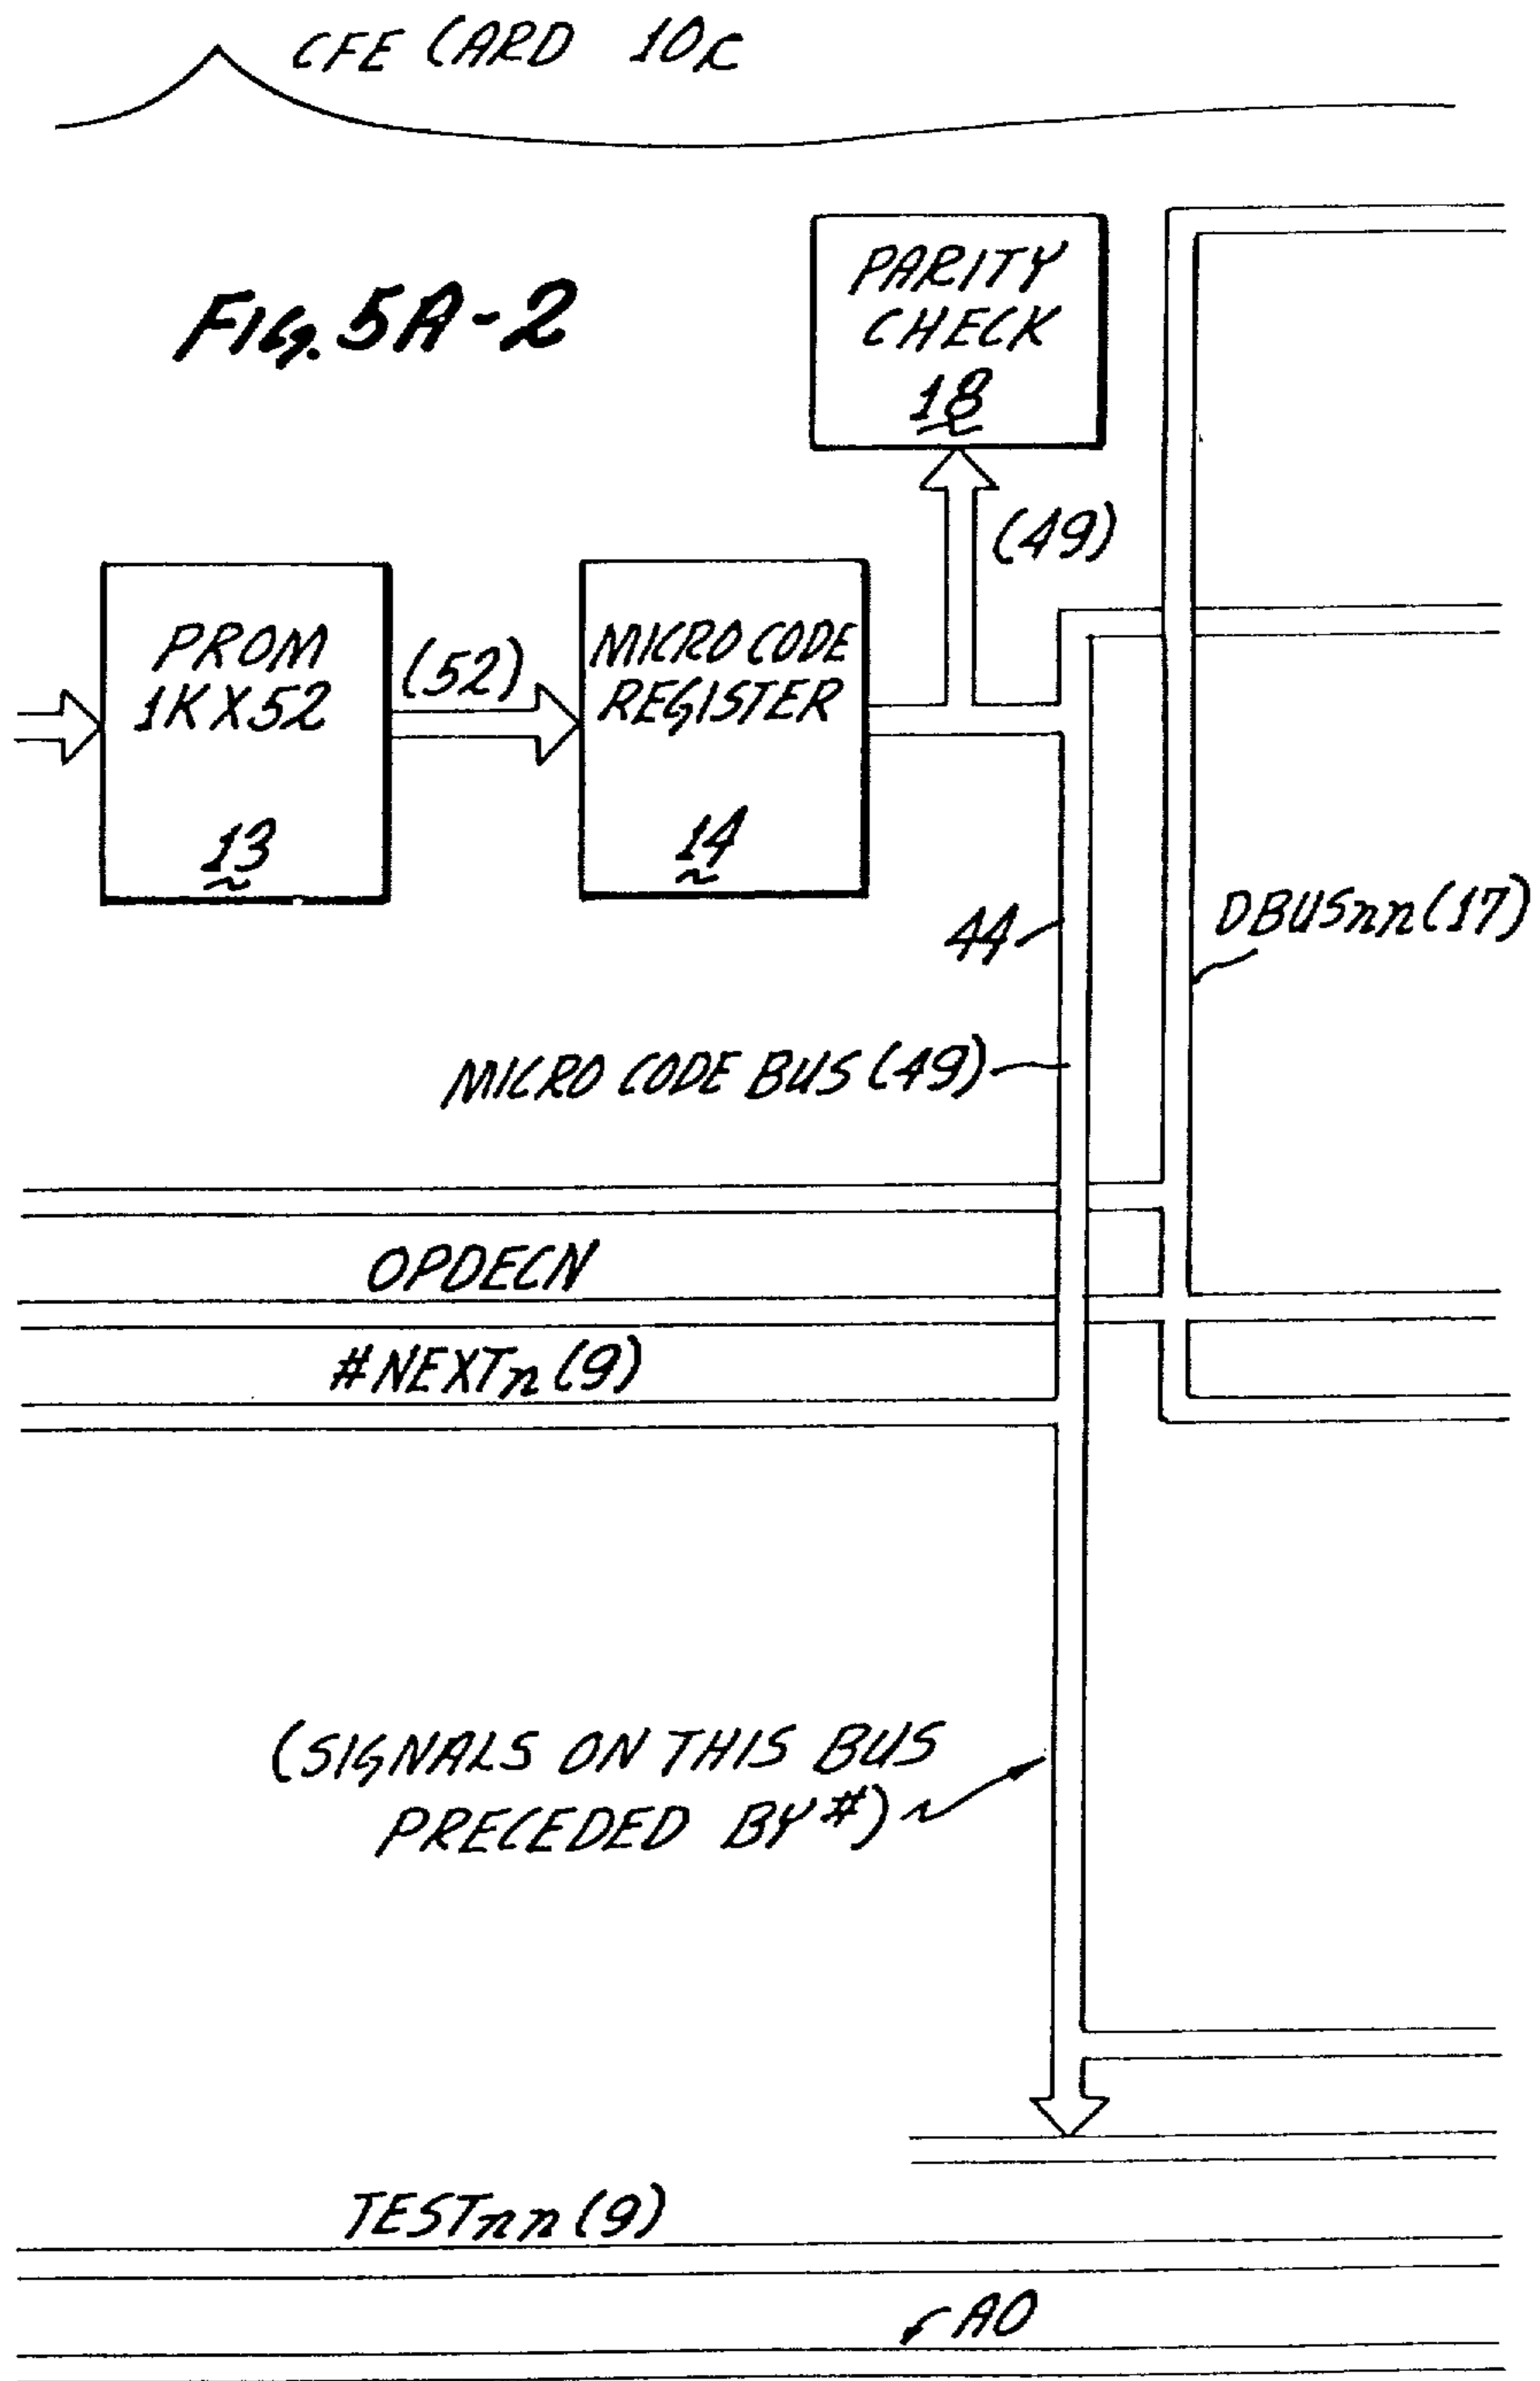 CFE CARD 10c
FIG. 5A-2
PARITY
CHECK
18
(49)
PROM
1KX52
13
(52)
MICRO CODE
REGISTER
14
44
DBUSnn(17)
MICRO CODE BUS (49)
OPDECN
#NEXTn(9)
(SIGNALS ON THIS BUS
PRECEDED BY #)
TESTnn(9)
A0